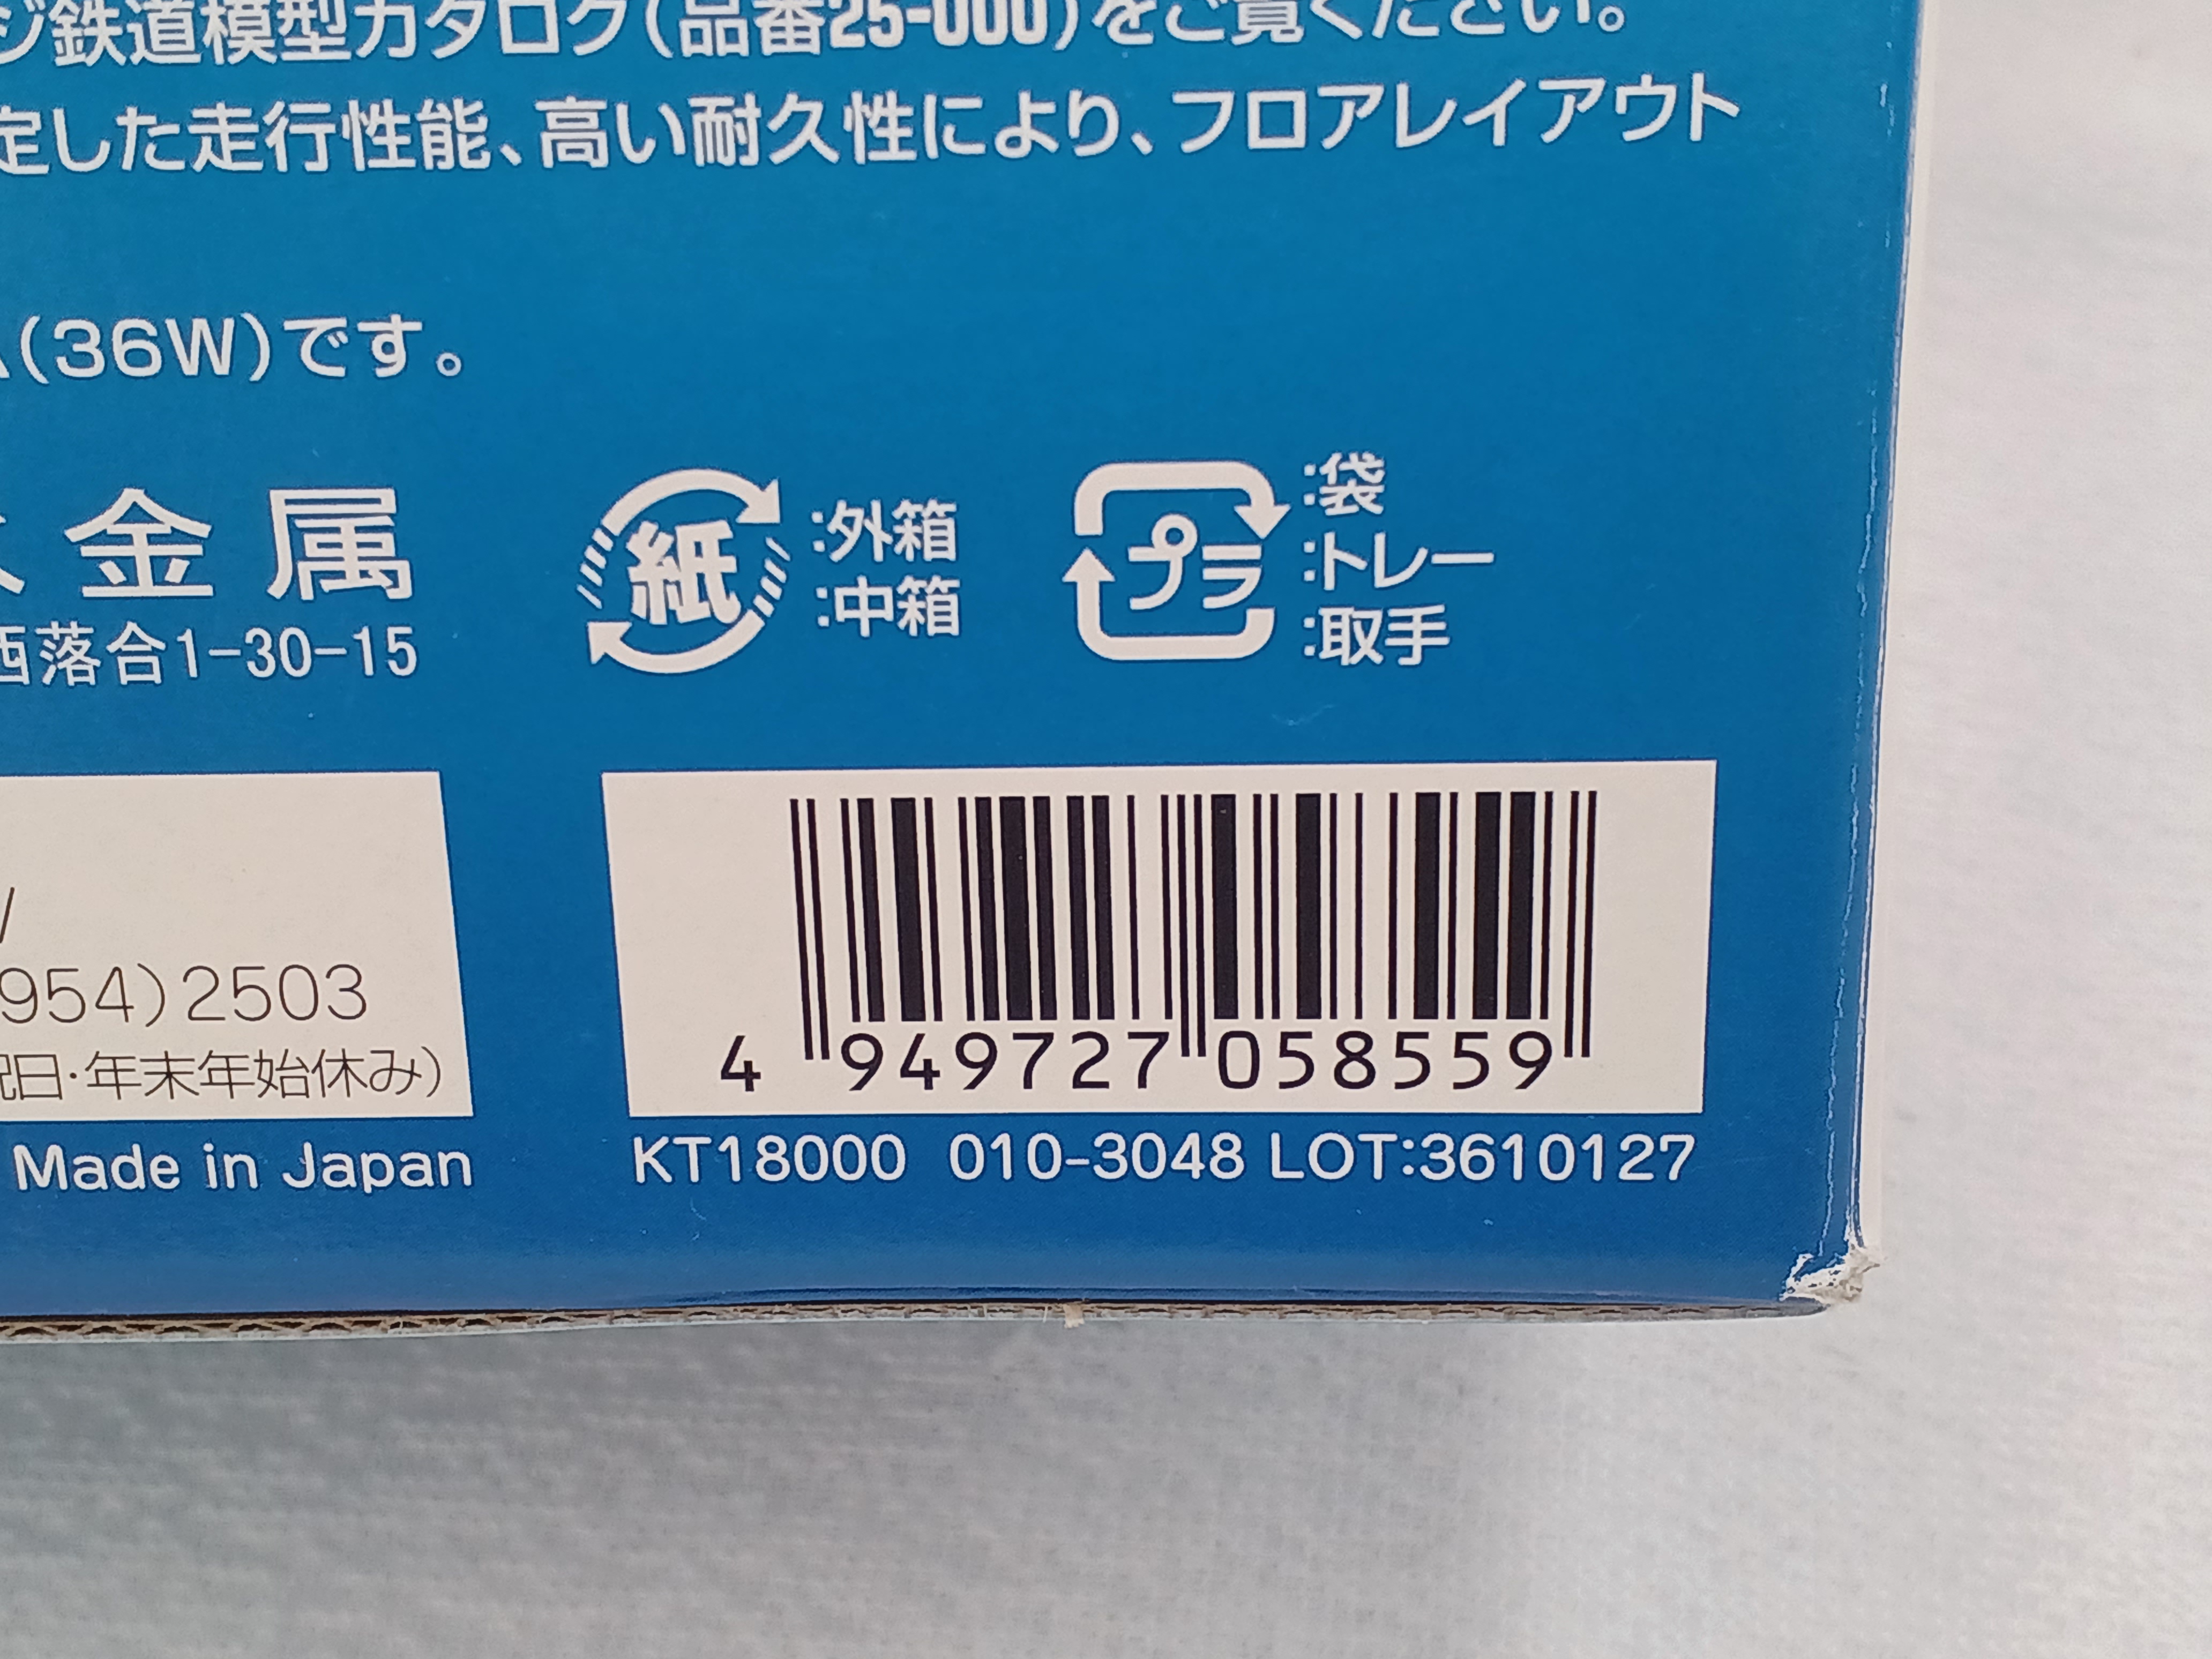 ジ鉄道模型カタログ(品番25-000)をご覧ください。
定した走行性能、高い耐久性により、フロアレイアウト
(36W)です。
金属
西落合1-30-15
紙
:外箱
:中箱
プラ
:袋
:トレー
:取手
/
954)2503
祝日・年末年始休み)
Made in Japan
4 949727 058559
KT18000 010-3048 LOT:3610127